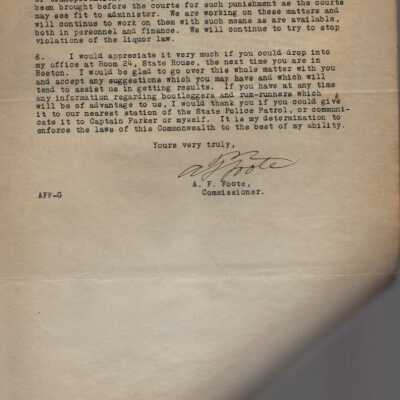 been brought before the courts for such punishment as the courts
may see fit to administer. We are working on these matters and
will continue to work on them with such means as are available,
both in personnel and finance. We will continue to try to stop
violations of the liquor law.
6. I would appreciate it very much if you could drop into
my office at Room 24, State House, the next time you are in
Boston. I would be glad to go over this whole matter with you
and accept any suggestions which you may have and which will
tend to assist us in getting results. If you have at any time
any information regarding bootleggers and rum-runners which
will be of advantage to us, I would thank you if you could give
it to our nearest station of the State Police Patrol, or communi-
cate it to Captain Parker or myself. It is my determination to
enforce the laws of this Commonwealth to the best of my ability.
Yours very truly,
A F Foote
A. F. Foote,
AFF-G Commissioner.